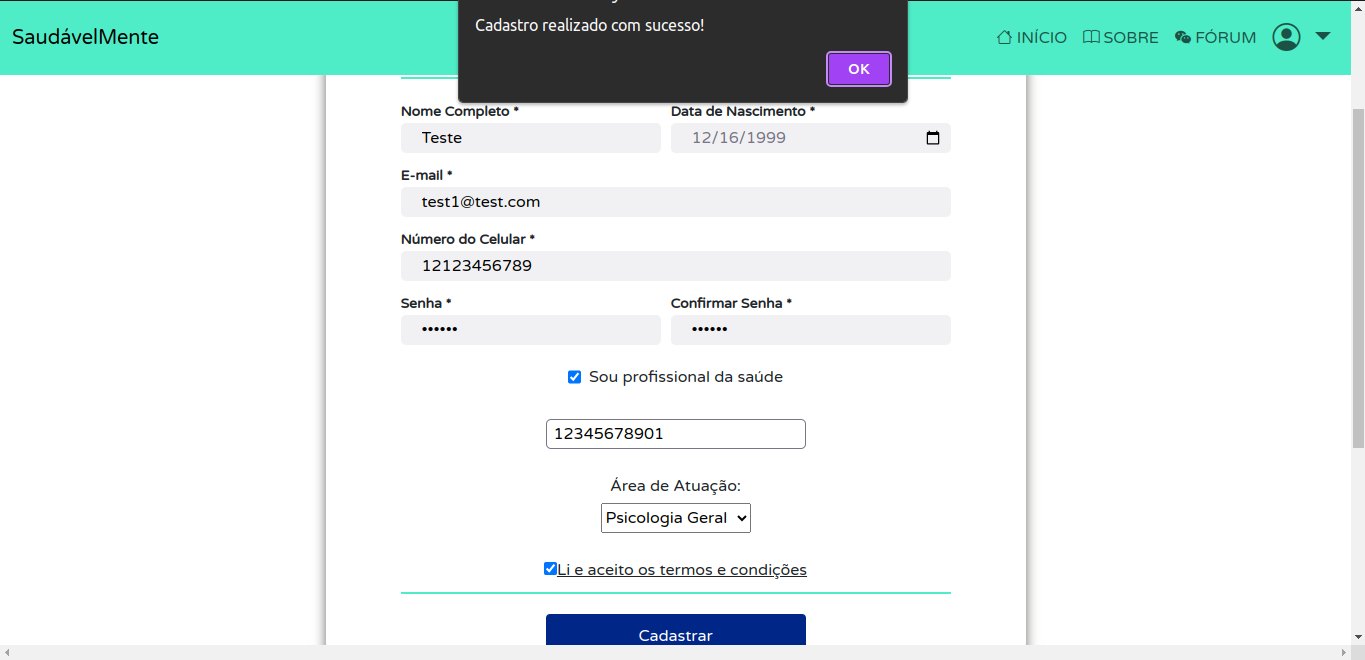 SaudávelMente
INÍCIO SOBRE FÓRUM
Cadastro realizado com sucesso!
OK
Nome Completo * Data de Nascimento *
Teste 12/16/1999
E-mail *
test1@test.com
Número do Celular *
12123456789
Senha * Confirmar Senha *
•••••• ••••••
Sou profissional da saúde
12345678901
Área de Atuação:
Psicologia Geral
Li e aceito os termos e condições
Cadastrar